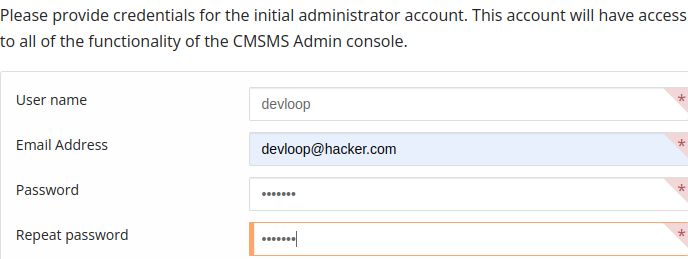 Please provide credentials for the initial administrator account. This account will have access
to all of the functionality of the CMSMS Admin console.
User name devloop *
Email Address devloop@hacker.com *
Password ••••••• *
Repeat password ••••••• *